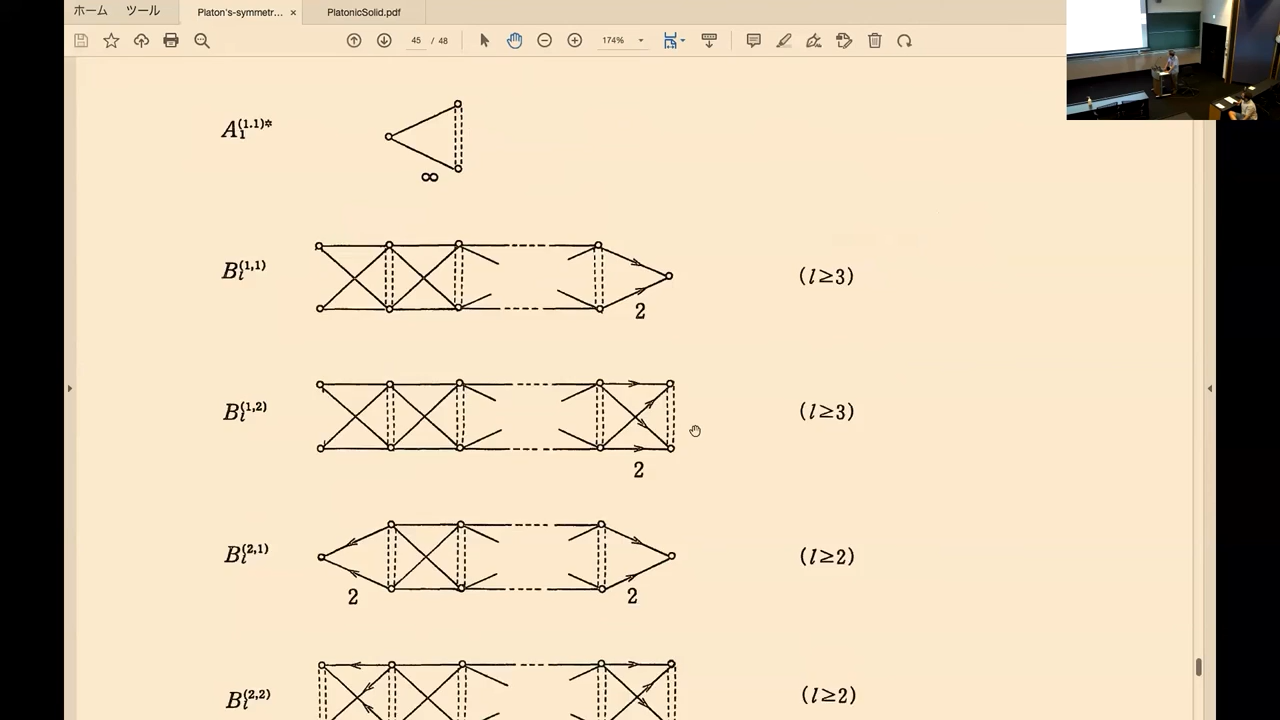 ホーム ツール Platon's-symmetr... × PlatonicSolid.pdf
45 / 48 174%
A₁^(1.1)*
∞
B_l^(1,1) (l≥3)
2
B_l^(1,2) (l≥3)
2
B_l^(2,1) (l≥2)
2 2
B_l^(2,2) (l≥2)